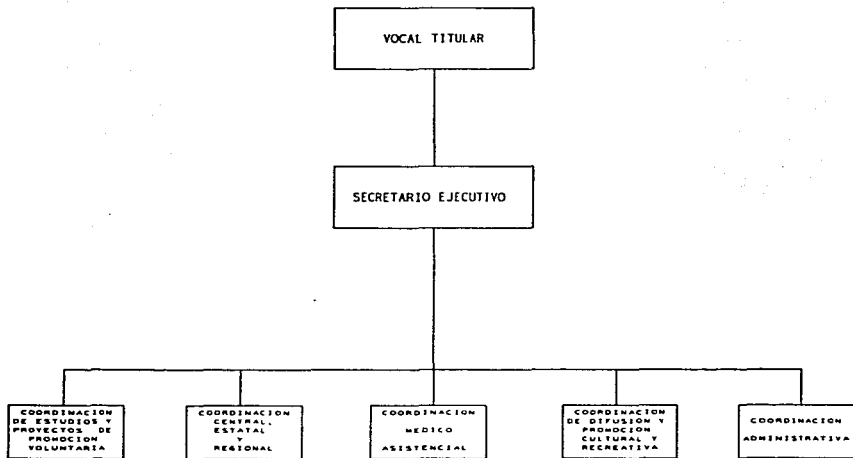 VOCAL TITULAR
SECRETARIO EJECUTIVO
COORDINACION
DE ESTUDIOS Y
PROYECTOS DE
PROMOCION
VOLUNTARIA
COORDINACION
CENTRAL,
ESTATAL
Y
REGIONAL
COORDINACION
MEDICO
ASISTENCIAL
COORDINACION
DE DIFUSION Y
PROMOCION
CULTURAL Y
RECREATIVA
COORDINACION
ADMINISTRATIVA